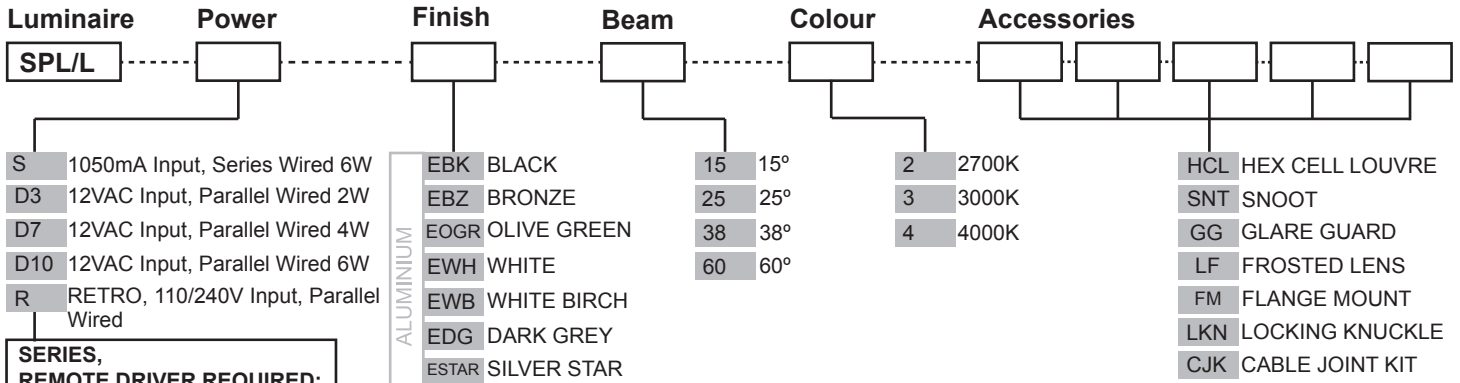 Luminaire Power Finish Beam Colour Accessories
SPL/L
S 1050mA Input, Series Wired 6W
D3 12VAC Input, Parallel Wired 2W
D7 12VAC Input, Parallel Wired 4W
D10 12VAC Input, Parallel Wired 6W
R RETRO, 110/240V Input, Parallel
Wired
SERIES,
REMOTE DRIVER REQUIRED:
ALUMINIUM
EBK BLACK
EBZ BRONZE
EOGR OLIVE GREEN
EWH WHITE
EWB WHITE BIRCH
EDG DARK GREY
ESTAR SILVER STAR
15 15º
25 25º
38 38º
60 60º
2 2700K
3 3000K
4 4000K
HCL HEX CELL LOUVRE
SNT SNOOT
GG GLARE GUARD
LF FROSTED LENS
FM FLANGE MOUNT
LKN LOCKING KNUCKLE
CJK CABLE JOINT KIT